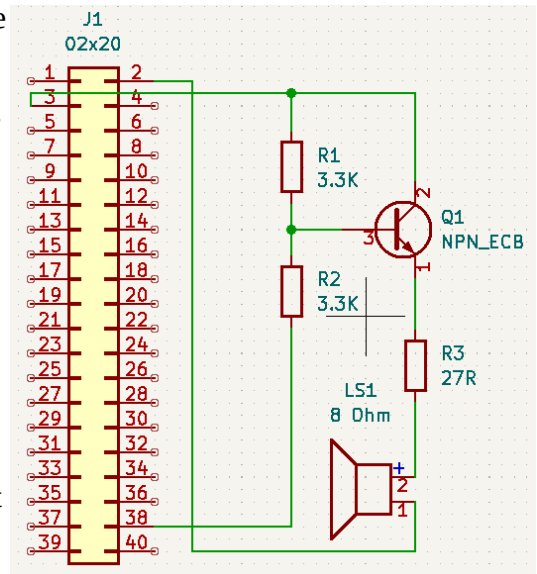 e
J1
02x20
1 2
3 4
5 6
7 8
9 10
11 12
13 14
15 16
17 18
19 20
21 22
23 24
25 26
27 28
29 30
31 32
33 34
35 36
37 38
39 40
R1
3.3K
R2
3.3K
2
3
1
Q1
NPN_ECB
R3
27R
LS1
8 Ohm
+
2
1
t